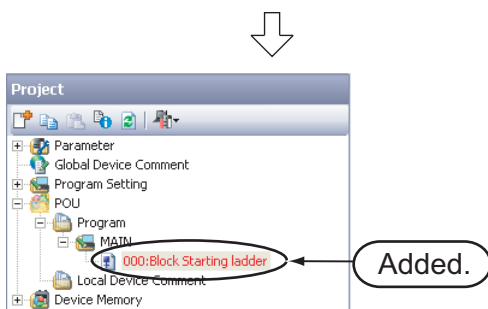 Project
Parameter
Global Device Comment
Program Setting
POU
Program
MAIN
000:Block Starting ladder
Added.
Local Device Comment
Device Memory